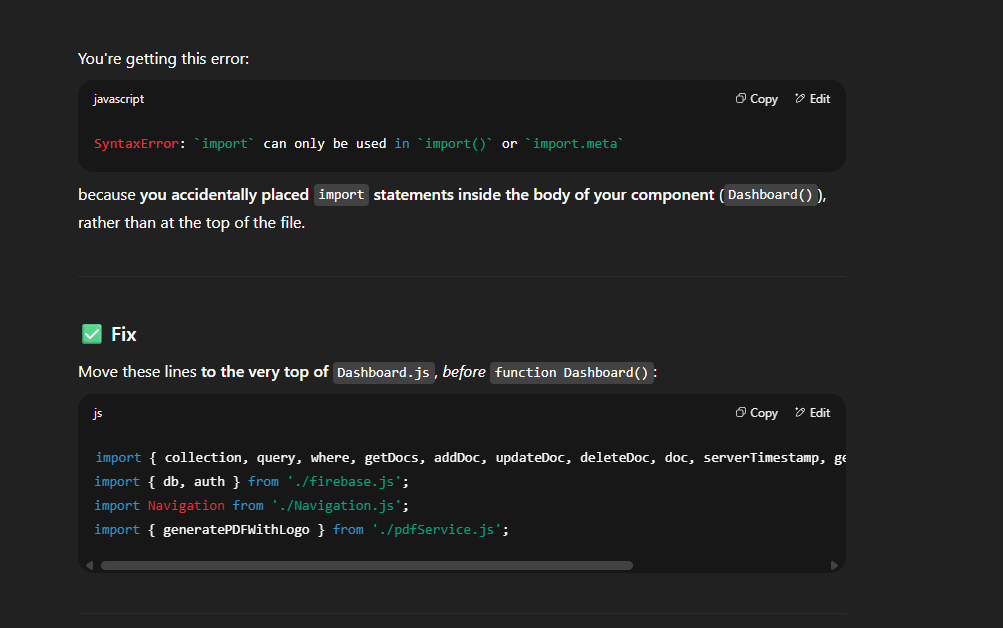 You're getting this error:
javascript
Copy
Edit
SyntaxError: `import` can only be used in `import()` or `import.meta`
because you accidentally placed import statements inside the body of your component (Dashboard()),
rather than at the top of the file.
Fix
Move these lines to the very top of Dashboard.js, before function Dashboard():
js
Copy
Edit
import { collection, query, where, getDocs, addDoc, updateDoc, deleteDoc, doc, serverTimestamp, ge
import { db, auth } from './firebase.js';
import Navigation from './Navigation.js';
import { generatePDFWithLogo } from './pdfService.js';